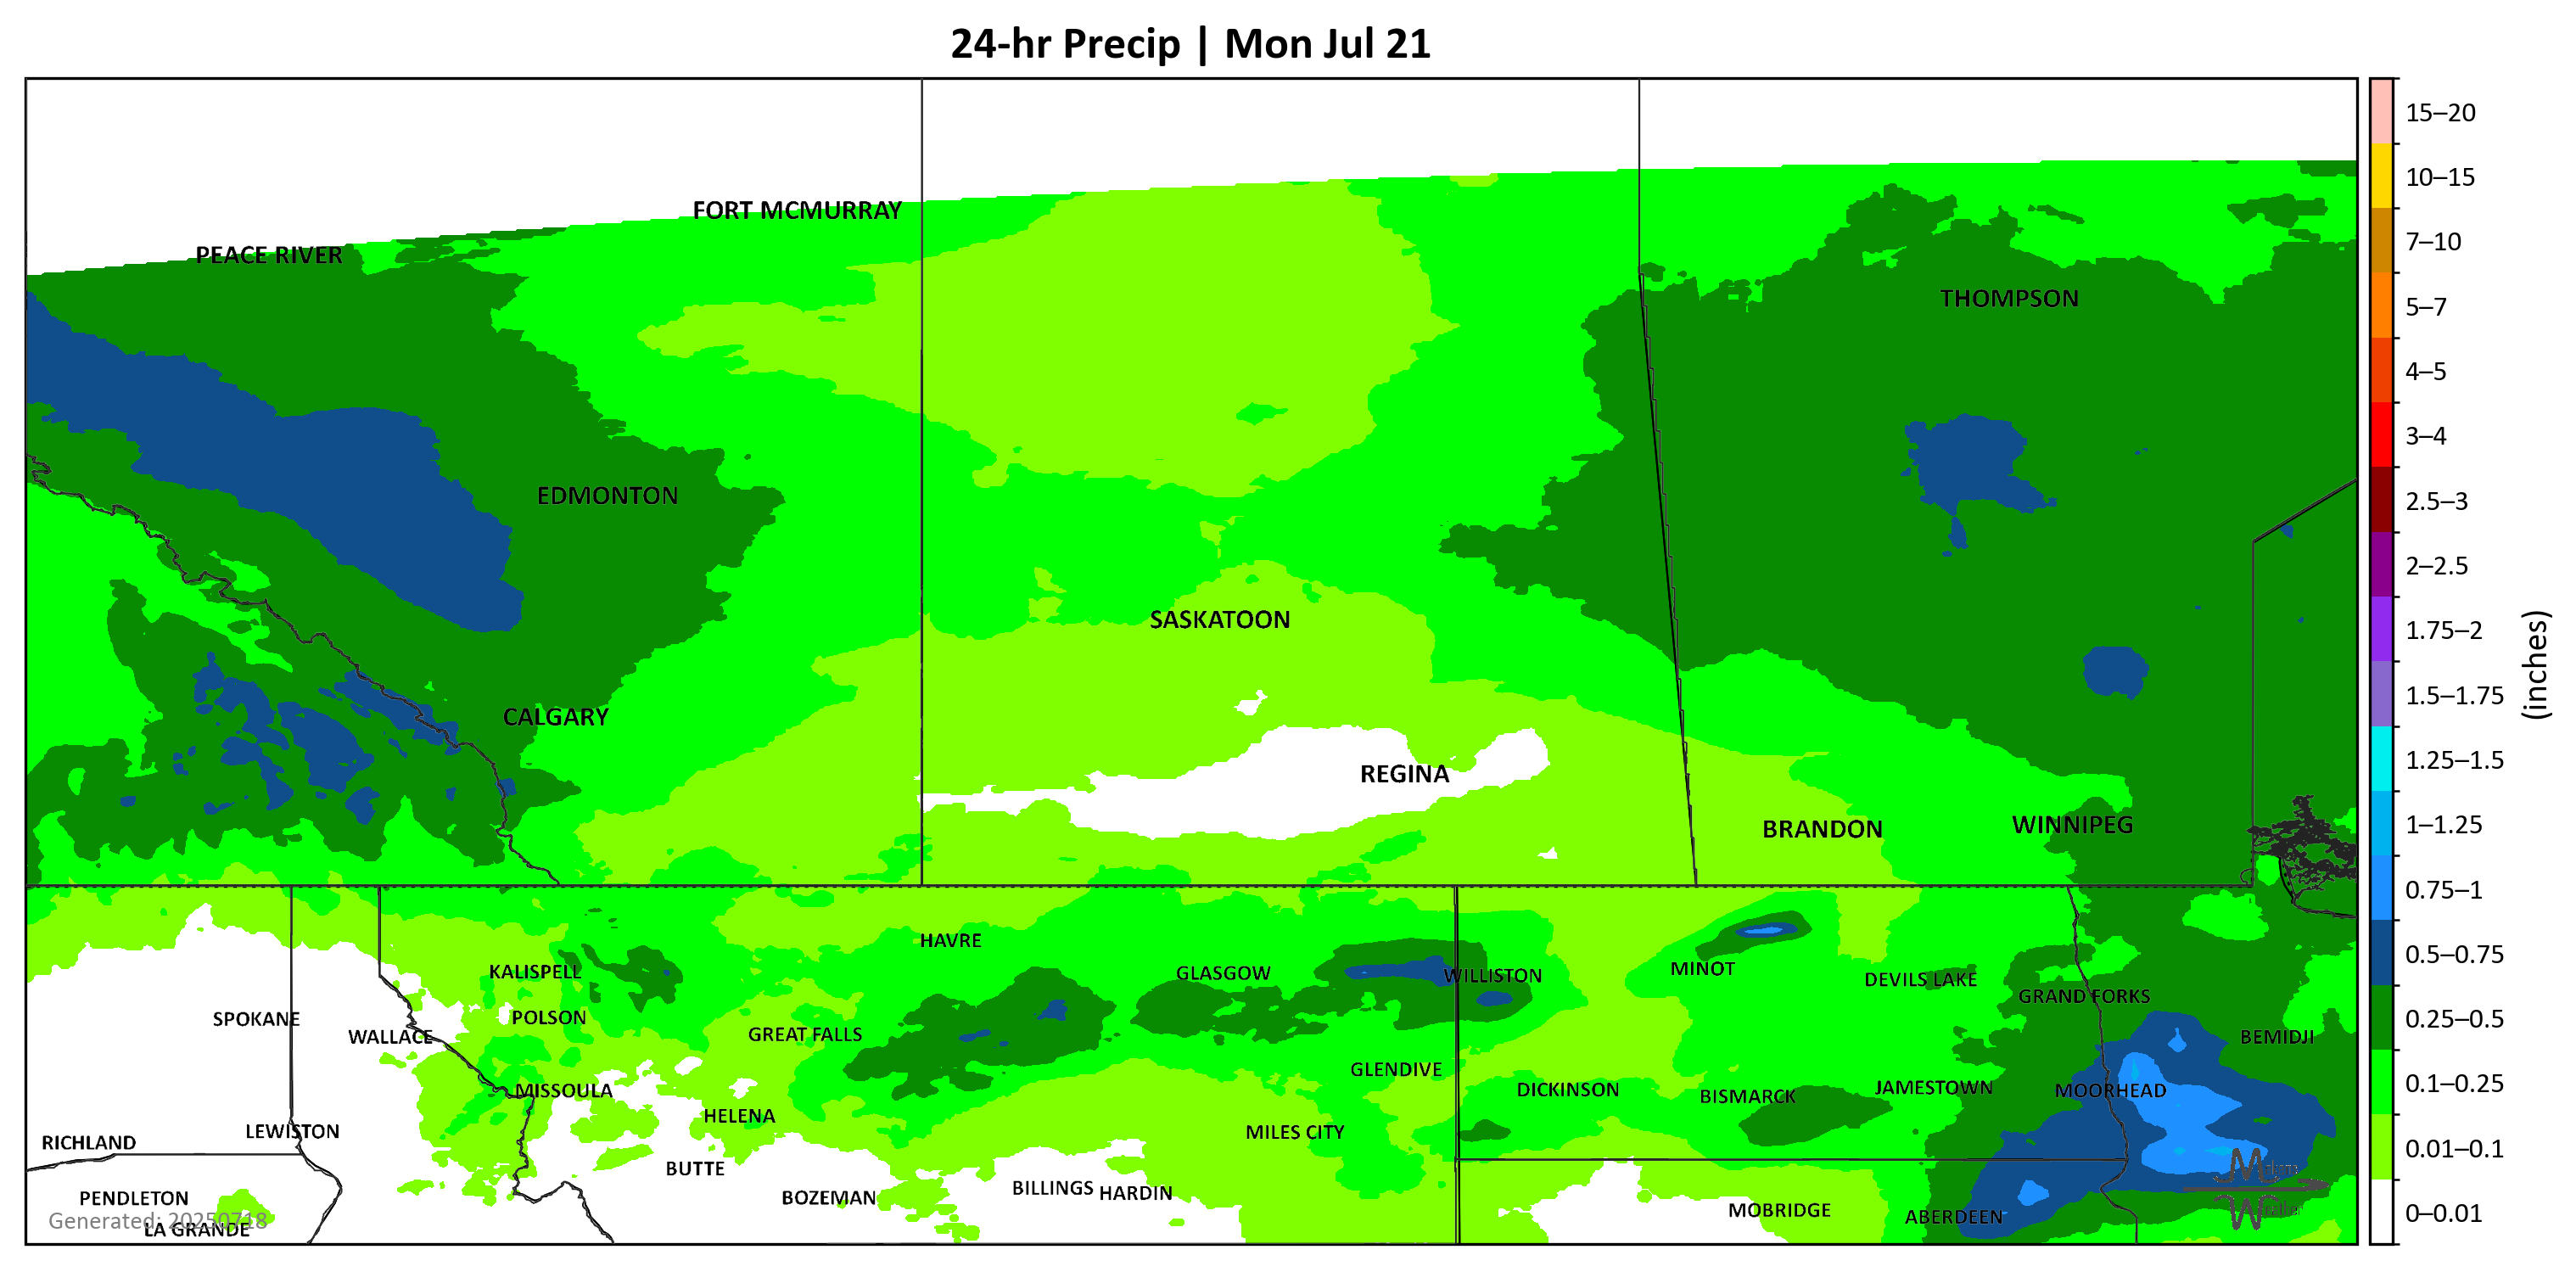 24-hr Precip | Mon Jul 21
15–20
10–15
7–10
5–7
4–5
3–4
2.5–3
2–2.5
1.75–2
1.5–1.75
1.25–1.5
1–1.25
0.75–1
0.5–0.75
0.25–0.5
0.1–0.25
0.01–0.1
0–0.01
(inches)
FORT MCMURRAY
PEACE RIVER
THOMPSON
EDMONTON
SASKATOON
CALGARY
REGINA
BRANDON
WINNIPEG
HAVRE
KALISPELL
GLASGOW
WILLISTON
MINOT
DEVILS LAKE
GRAND FORKS
SPOKANE
WALLACE
POLSON
GREAT FALLS
BEMIDJI
GLENDIVE
MISSOULA
DICKINSON
BISMARCK
JAMESTOWN
MOORHEAD
HELENA
RICHLAND
LEWISTON
MILES CITY
BUTTE
PENDLETON
BOZEMAN
BILLINGS
HARDIN
MOBRIDGE
ABERDEEN
Generated: 20250718
LA GRANDE